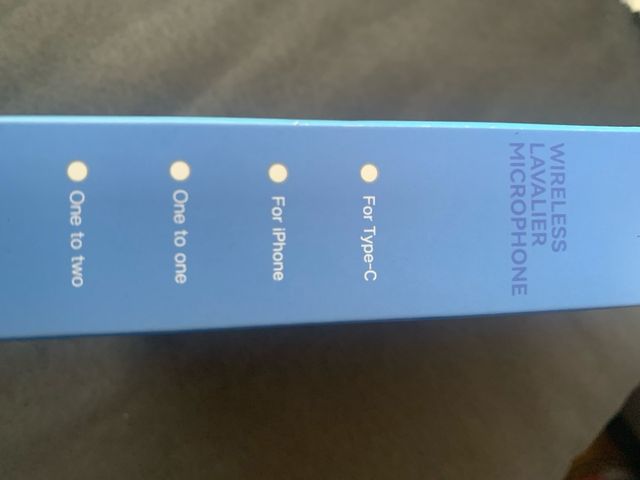 WIRELESS
LAVALIER
MICROPHONE
For Type-C
For iPhone
One to one
One to two